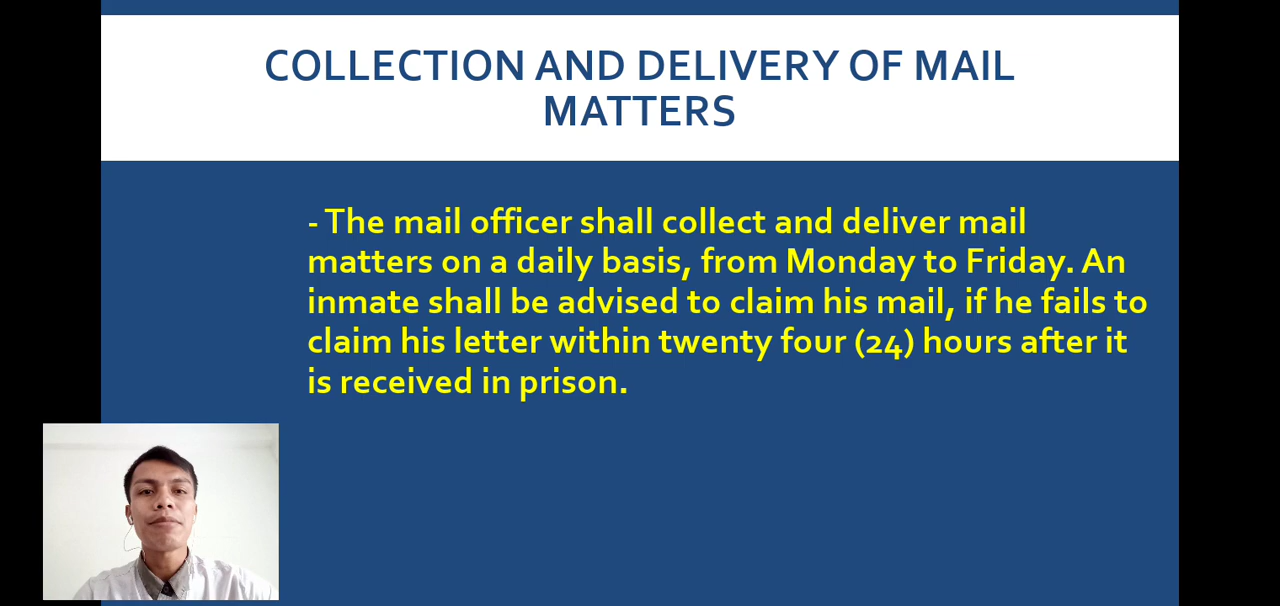 COLLECTION AND DELIVERY OF MAIL
MATTERS
- The mail officer shall collect and deliver mail
matters on a daily basis, from Monday to Friday. An
inmate shall be advised to claim his mail, if he fails to
claim his letter within twenty four (24) hours after it
is received in prison.